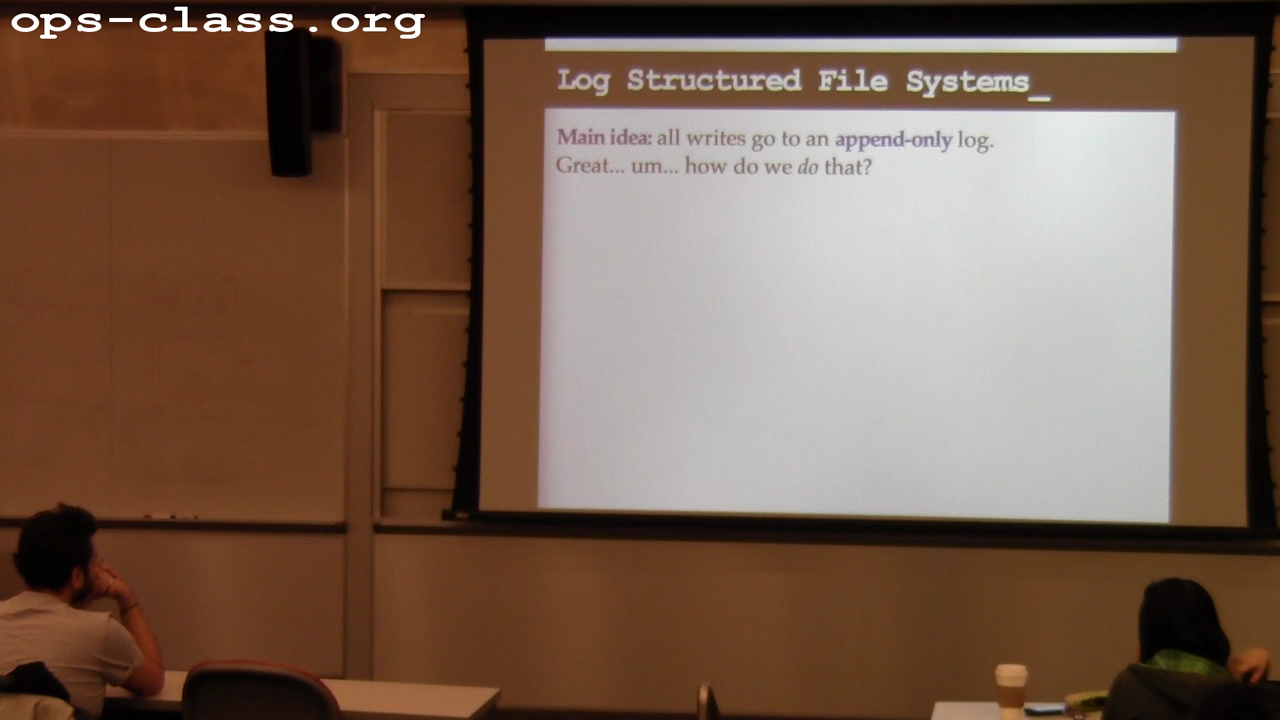 ops-class.org
Log Structured File Systems_
Main idea: all writes go to an append-only log.
Great... um... how do we do that?